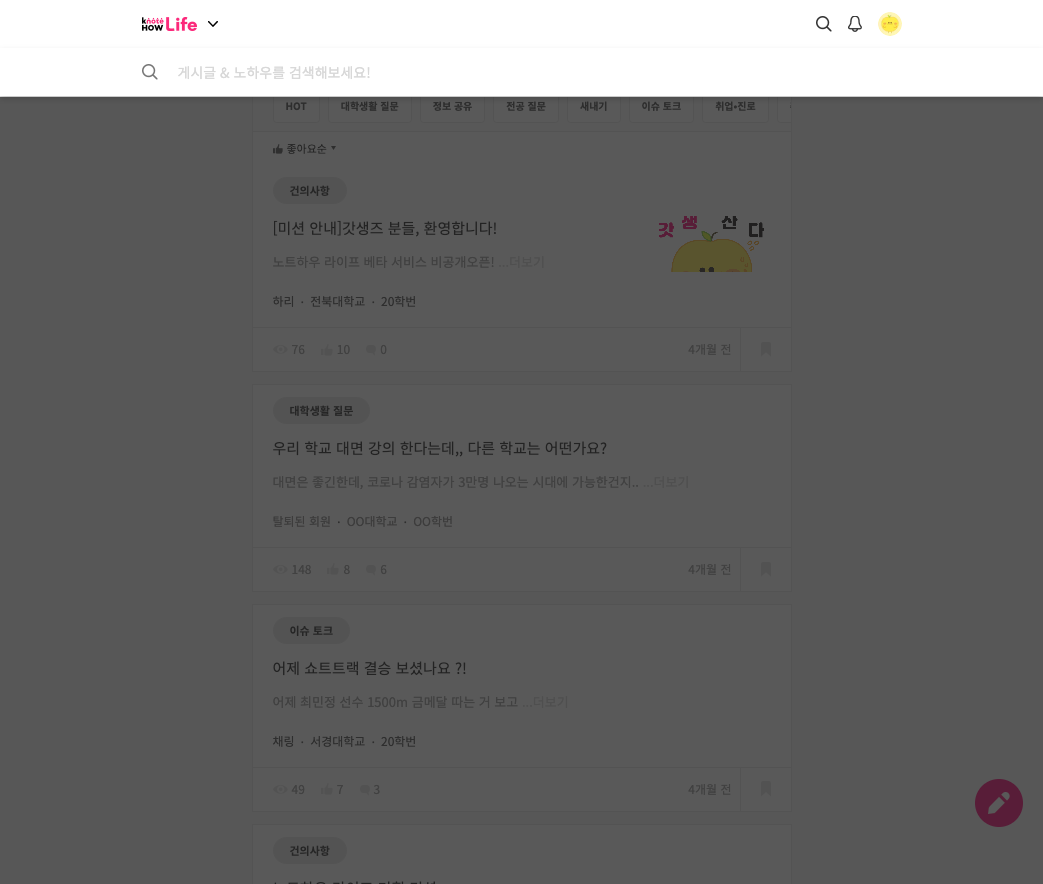 knote HOW Life
게시글 & 노하우를 검색해보세요!
HOT 대학생활 질문 정보 공유 전공 질문 새내기 이슈 토크 취업•진로
좋아요순
건의사항
[미션 안내]갓생즈 분들, 환영합니다!
갓생 산다
노트하우 라이프 베타 서비스 비공개오픈! ...더보기
하리 · 전북대학교 · 20학번
76 10 0 4개월 전
대학생활 질문
우리 학교 대면 강의 한다는데,, 다른 학교는 어떤가요?
대면은 좋긴한데, 코로나 감염자가 3만명 나오는 시대에 가능한건지.. ...더보기
탈퇴된 회원 · OO대학교 · OO학번
148 8 6 4개월 전
이슈 토크
어제 쇼트트랙 결승 보셨나요 ?!
어제 최민정 선수 1500m 금메달 따는 거 보고 ...더보기
채링 · 서경대학교 · 20학번
49 7 3 4개월 전
건의사항